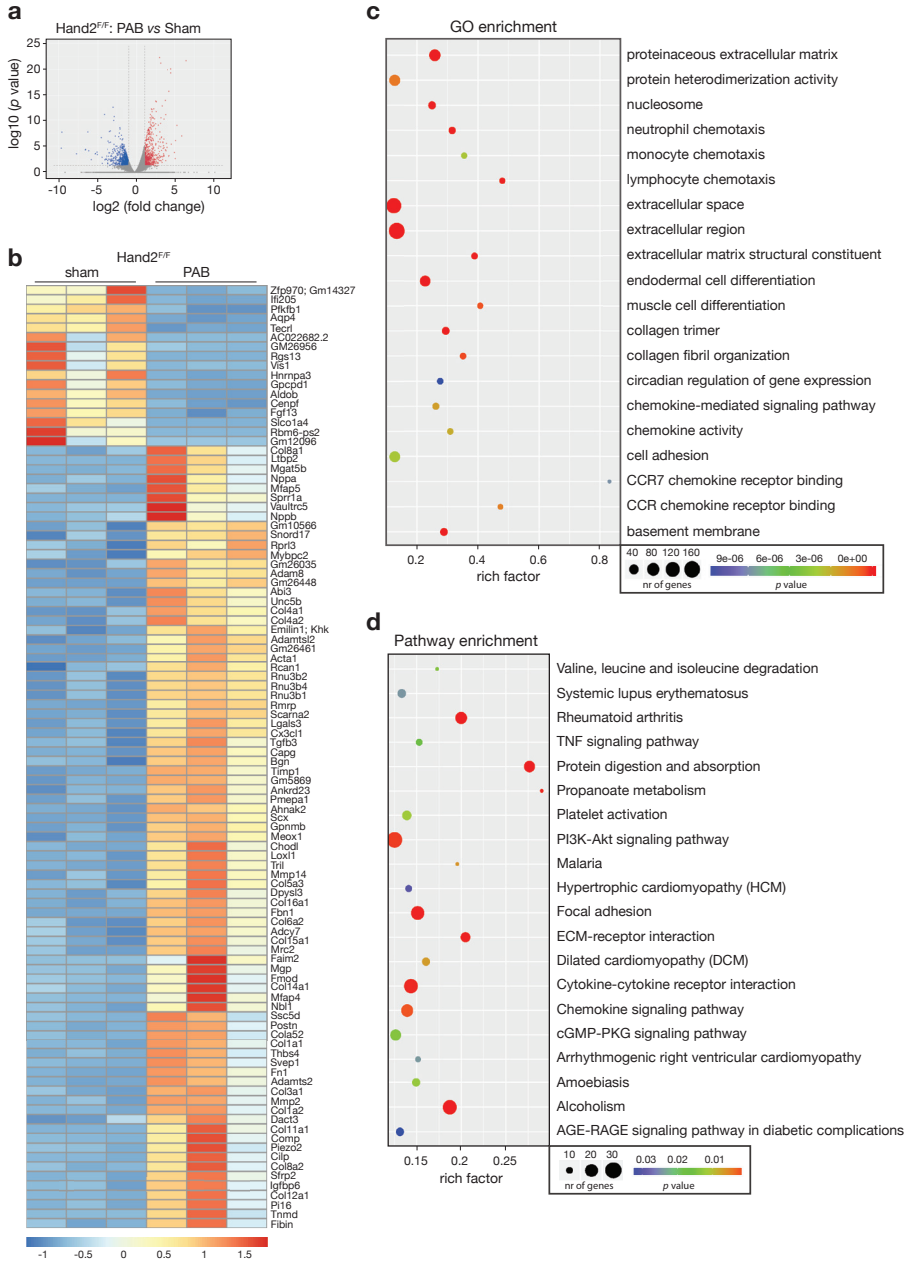 a
Hand2F/F: PAB vs Sham
log10 (p value)
25
20
15
10
5
0
-10
-5
0
5
10
log2 (fold change)
b
Hand2F/F
sham
PAB
Zfp970; Gm14327
Ifi205
Pfkfb1
Aqp4
Tecrl
AC022682.2
GM26956
Rgs13
Vis1
Hnrnpa3
Gpcpd1
Aldob
Cenpf
Fgf13
Slco1a4
Rbm6-ps2
Gm12096
Col8a1
Ltbp2
Mgat5b
Nppa
Mfap5
Sprr1a
Vaultrc5
Nppb
Gm10566
Snord17
Rprl3
Mybpc2
Gm26035
Adam8
Gm26448
Abi3
Unc5b
Col4a1
Col4a2
Emilin1; Khk
Adamtsl2
Gm26461
Acta1
Rcan1
Rnu3b2
Rnu3b4
Rnu3b1
Rmrp
Scarna2
Lgals3
Cx3cl1
Tgfb3
Capg
Bgn
Timp1
Gm5869
Ankrd23
Pmepa1
Ahnak2
Scx
Gpnmb
Meox1
Chodl
Loxl1
Tril
Mmp14
Col5a3
Dpysl3
Col16a1
Fbn1
Col6a2
Adcy7
Col15a1
Mrc2
Faim2
Mgp
Fmod
Col14a1
Mfap4
Nbl1
Ssc5d
Postn
Cola52
Col1a1
Thbs4
Svep1
Fn1
Adamts2
Col3a1
Mmp2
Col1a2
Dact3
Col11a1
Comp
Piezo2
Cilp
Col8a2
Sfrp2
Igfbp6
Col12a1
Pi16
Tnmd
Fibin
-1
-0.5
0
0.5
1
1.5
c
GO enrichment
proteinaceous extracellular matrix
protein heterodimerization activity
nucleosome
neutrophil chemotaxis
monocyte chemotaxis
lymphocyte chemotaxis
extracellular space
extracellular region
extracellular matrix structural constituent
endodermal cell differentiation
muscle cell differentiation
collagen trimer
collagen fibril organization
circadian regulation of gene expression
chemokine-mediated signaling pathway
chemokine activity
cell adhesion
CCR7 chemokine receptor binding
CCR chemokine receptor binding
basement membrane
0.2
0.4
0.6
0.8
rich factor
40 80 120 160
nr of genes
9e-06 6e-06 3e-06 0e+00
p value
d
Pathway enrichment
Valine, leucine and isoleucine degradation
Systemic lupus erythematosus
Rheumatoid arthritis
TNF signaling pathway
Protein digestion and absorption
Propanoate metabolism
Platelet activation
PI3K-Akt signaling pathway
Malaria
Hypertrophic cardiomyopathy (HCM)
Focal adhesion
ECM-receptor interaction
Dilated cardiomyopathy (DCM)
Cytokine-cytokine receptor interaction
Chemokine signaling pathway
cGMP-PKG signaling pathway
Arrhythmogenic right ventricular cardiomyopathy
Amoebiasis
Alcoholism
AGE-RAGE signaling pathway in diabetic complications
0.15
0.2
0.25
rich factor
10 20 30
nr of genes
0.03 0.02 0.01
p value